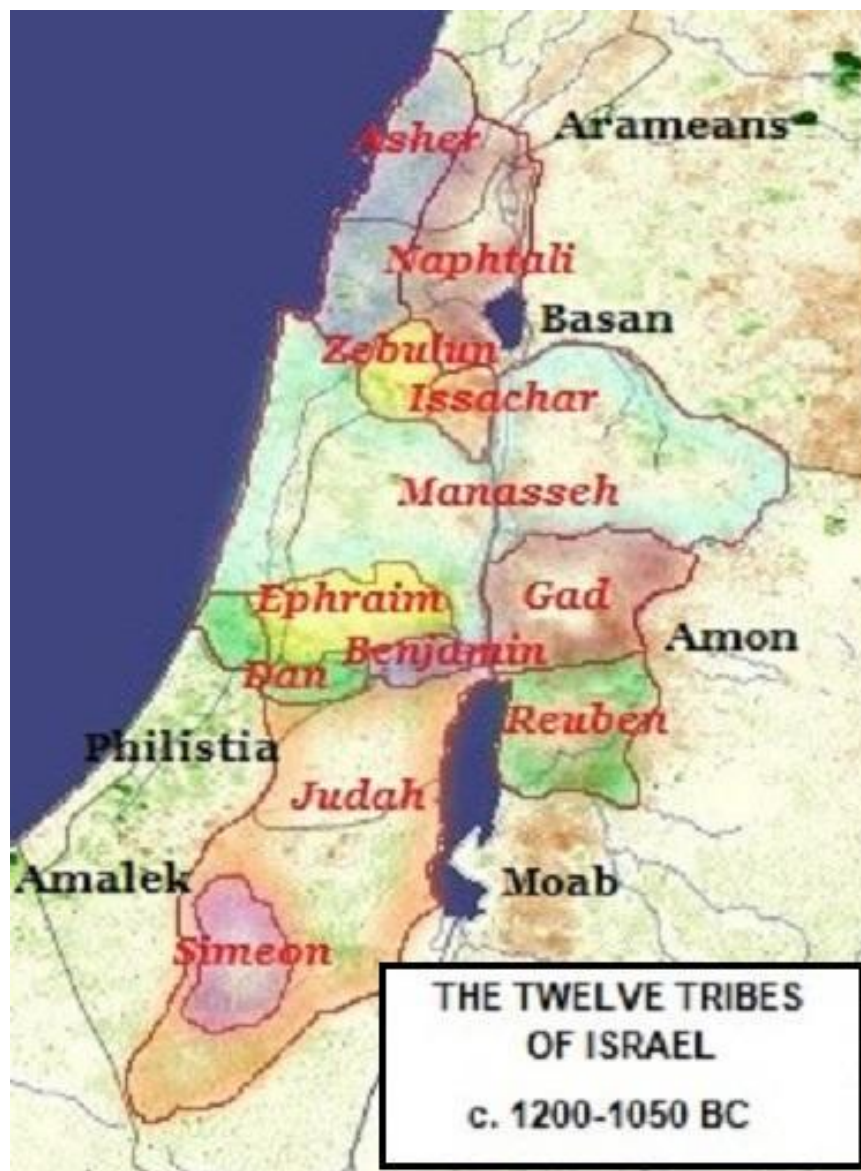 Asher
Arameans
Naphtali
Basan
Zebulun
Issachar
Manasseh
Ephraim
Gad
Amon
Benjamin
Dan
Reuben
Philistia
Judah
Amalek
Moab
Simeon
THE TWELVE TRIBES
OF ISRAEL
c. 1200-1050 BC